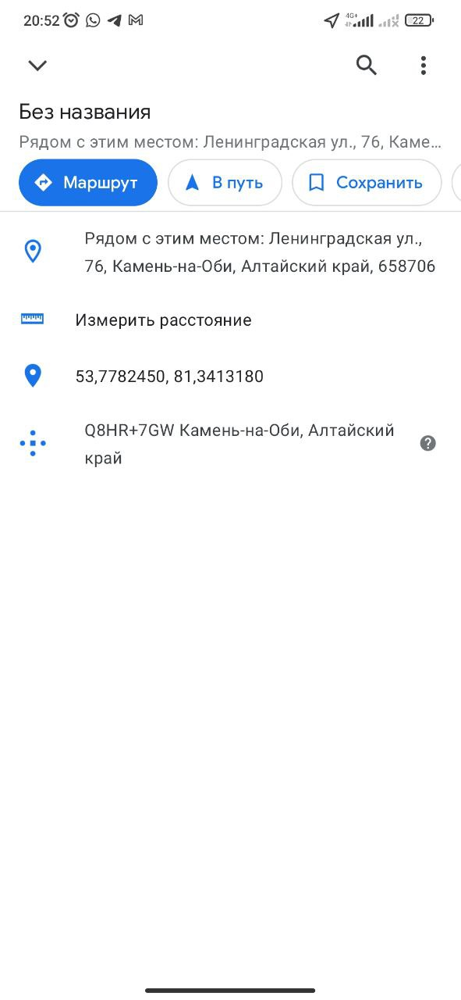 20:52
4G+
22
Без названия
Рядом с этим местом: Ленинградская ул., 76, Каме...
Маршрут
В путь
Сохранить
Рядом с этим местом: Ленинградская ул.,
76, Камень-на-Оби, Алтайский край, 658706
Измерить расстояние
53,7782450, 81,3413180
Q8HR+7GW Камень-на-Оби, Алтайский
край
?